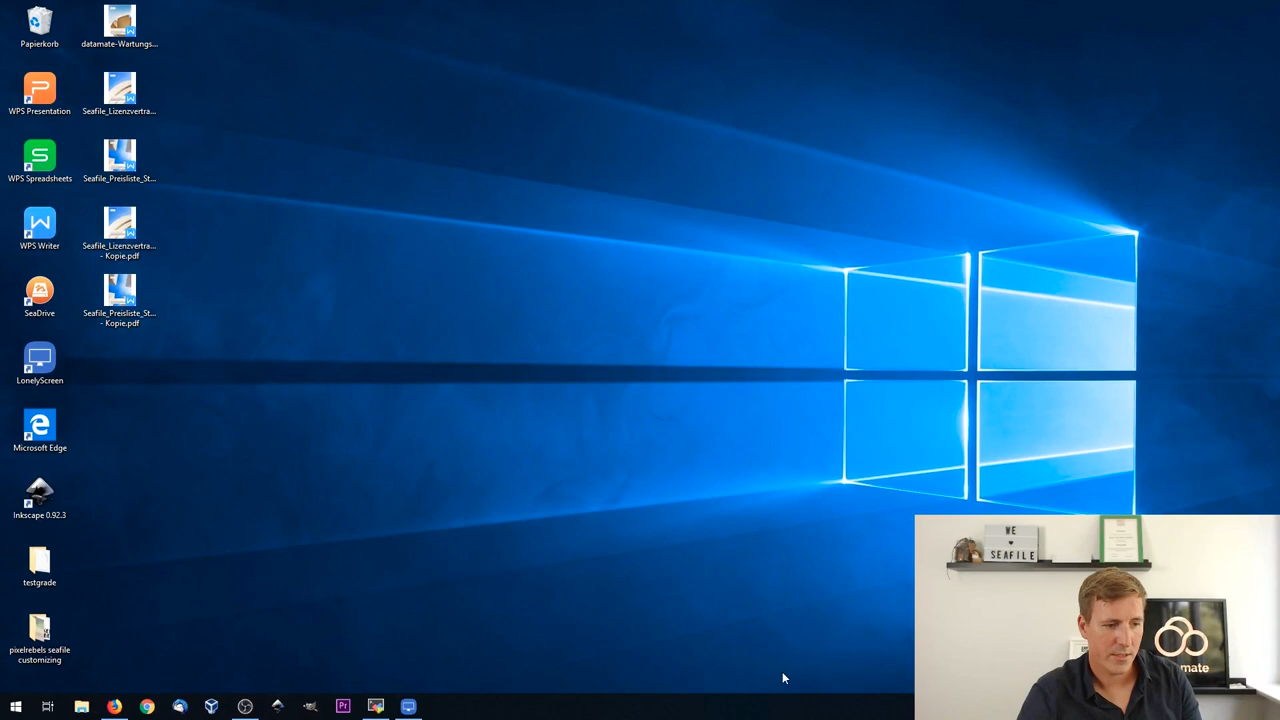 Papierkorb
datamate-Wartungs...
WPS Presentation
Seafile_Lizenzvertra...
WPS Spreadsheets
Seafile_Preisliste_St...
WPS Writer
Seafile_Lizenzvertra...
- Kopie.pdf
SeaDrive
Seafile_Preisliste_St...
- Kopie.pdf
LonelyScreen
Microsoft Edge
Inkscape 0.92.3
testgrade
pixelrebels seafile
customizing
WE
♥
SEAFILE
mate
Pr